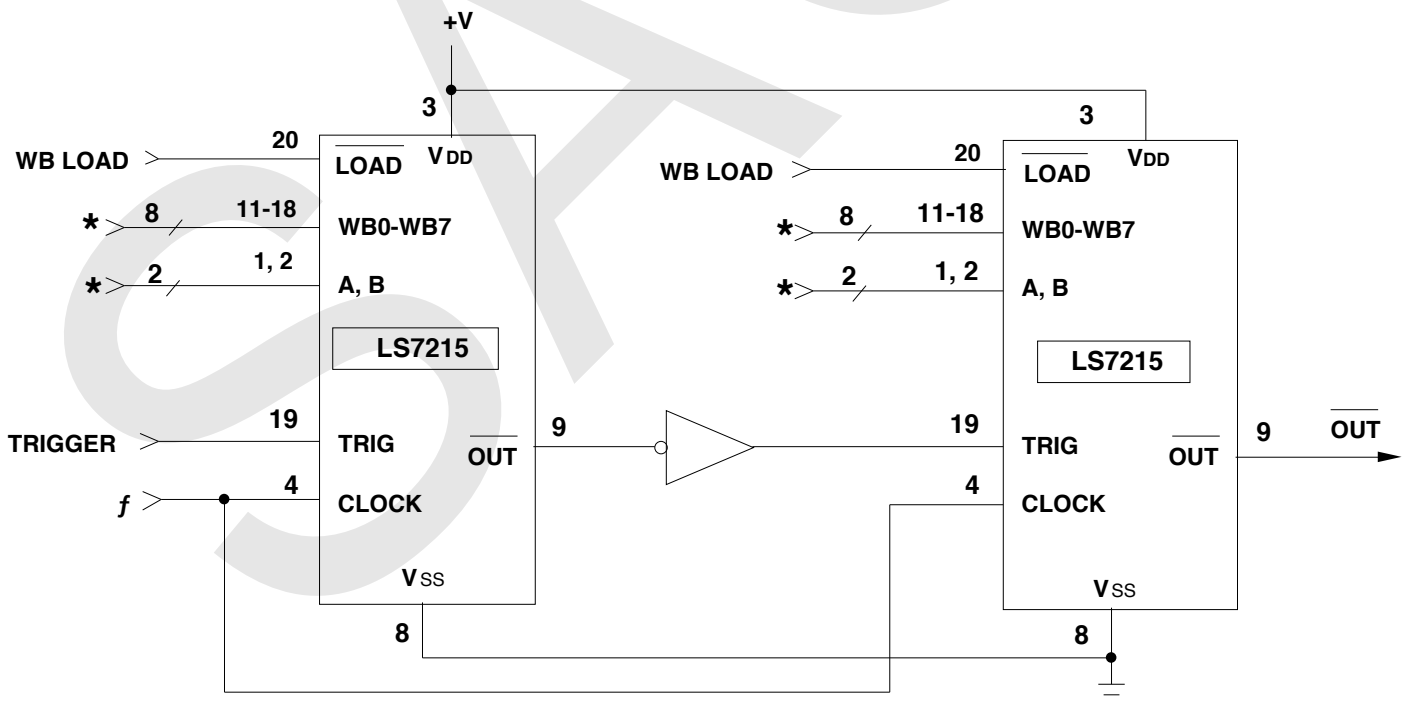 +V
3
3
20
WB LOAD
LOAD
VDD
WB LOAD
20
LOAD
VDD
* 8 11-18
WB0-WB7
* 8 11-18
WB0-WB7
* 2 1, 2
A, B
* 2 1, 2
A, B
LS7215
LS7215
TRIGGER
19
TRIG
OUT
9
19
TRIG
OUT
9
OUT
f
4
CLOCK
4
CLOCK
VSS
8
VSS
8
SA